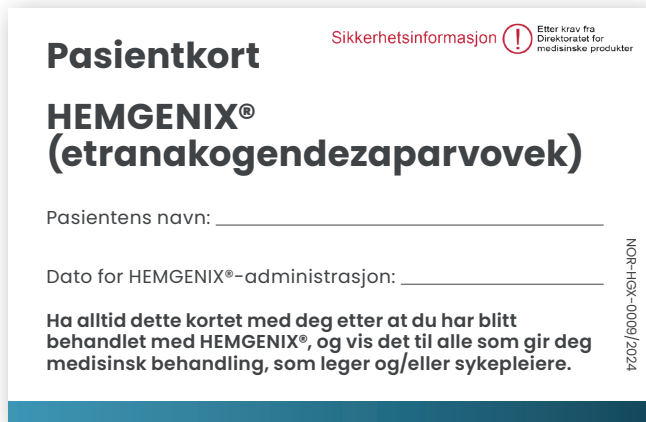 Pasientkort
Sikkerhetsinformasjon
!
Etter krav fra
Direktoratet for
medisinske produkter
HEMGENIX®
(etranakogendezaparvovek)
Pasientens navn:
Dato for HEMGENIX®-administrasjon:
Ha alltid dette kortet med deg etter at du har blitt
behandlet med HEMGENIX®, og vis det til alle som gir deg
medisinsk behandling, som leger og/eller sykepleiere.
NOR-HGX-0009/2024